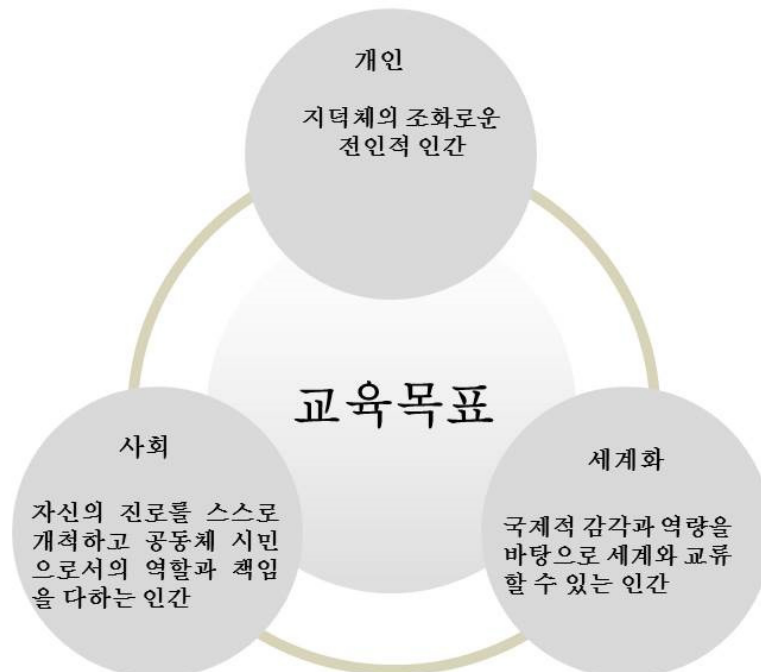 개인
지덕체의 조화로운
전인적 인간
교육목표
사회
자신의 진로를 스스로
개척하고 공동체 시민
으로서의 역할과 책임
을 다하는 인간
세계화
국제적 감각과 역량을
바탕으로 세계와 교류
할 수 있는 인간